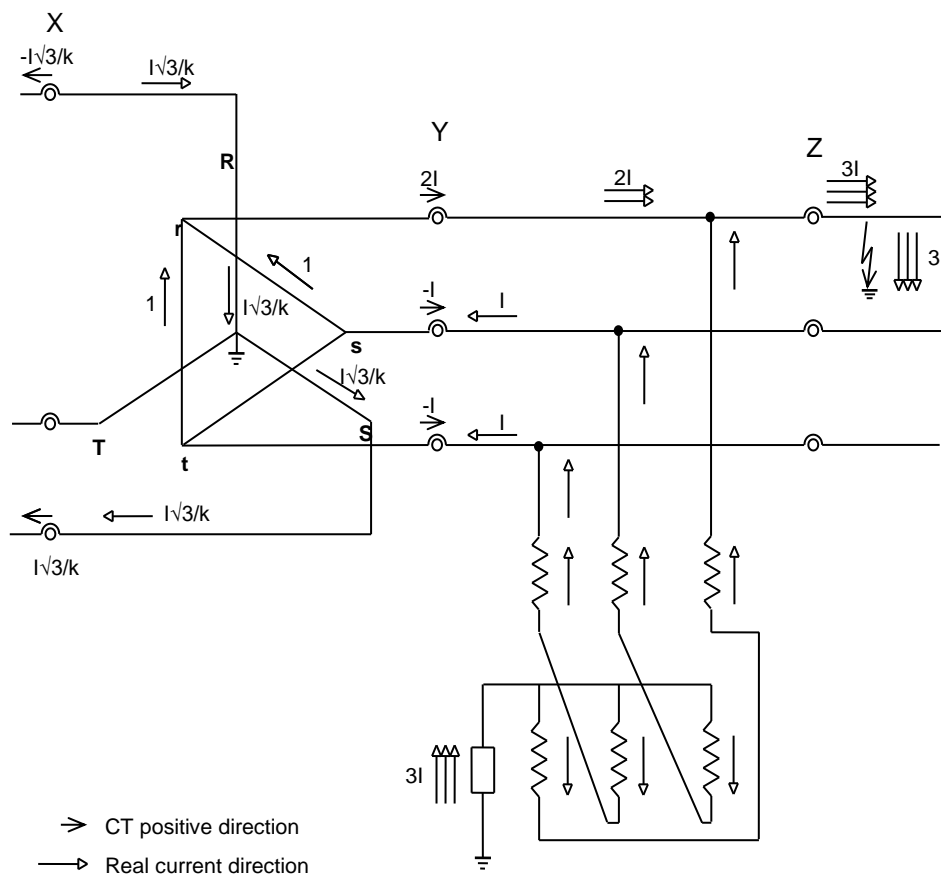 X
-I√3/k
I√3/k
Y
Z
R
2I
2I
3I
r
1
3
1
I√3/k
-I
I
s
I√3/k
-I
I
T
S
t
I√3/k
I√3/k
3I
CT positive direction
Real current direction